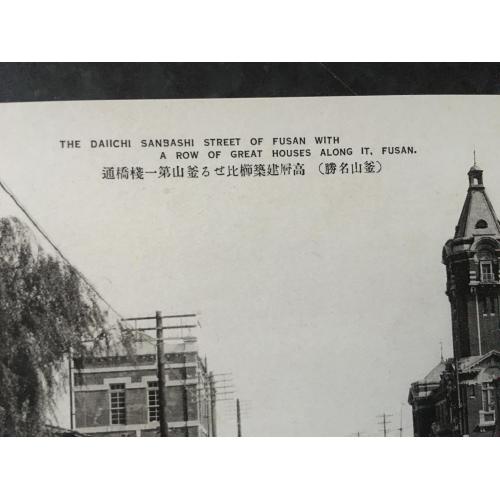 THE DAIICHI SANBASHI STREET OF FUSAN WITH
A ROW OF GREAT HOUSES ALONG IT, FUSAN.
通橋棧一第山釜るせ比櫛築建層高 (勝名山釜)